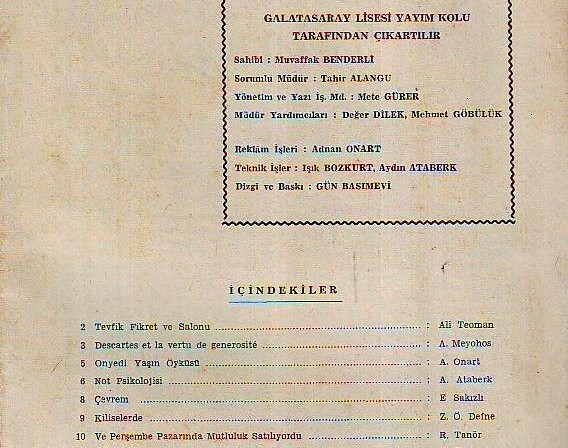 GALATASARAY LİSESİ YAYIM KOLU
TARAFINDAN ÇIKARTILIR
Sahibi : Muvaffak BENDERLİ
Sorumlu Müdür : Tahir ALANGU
Yönetim ve Yazı İş. Md. : Mete GÜRER
Müdür Yardımcıları : Değer DİLEK, Mehmet GÖBÜLÜK
Reklâm İşleri : Adnan ONART
Teknik İşler : Işık BOZKURT, Aydın ATABERK
Dizgi ve Baskı : GÜN BASIMEVİ
İÇİNDEKİLER
2 Tevfik Fikret ve Salonu : Ali Teoman
3 Descartes et la vertu de generosité : A. Meyohos
5 Onyedi Yaşın Öyküsü : A. Onart
6 Not Psikolojisi : A. Ataberk
8 Çevrem : E Sakızlı
9 Kiliselerde : Z. Ö. Defne
10 Ve Perşembe Pazarında Mutluluk Satılıyordu : R. Tanör